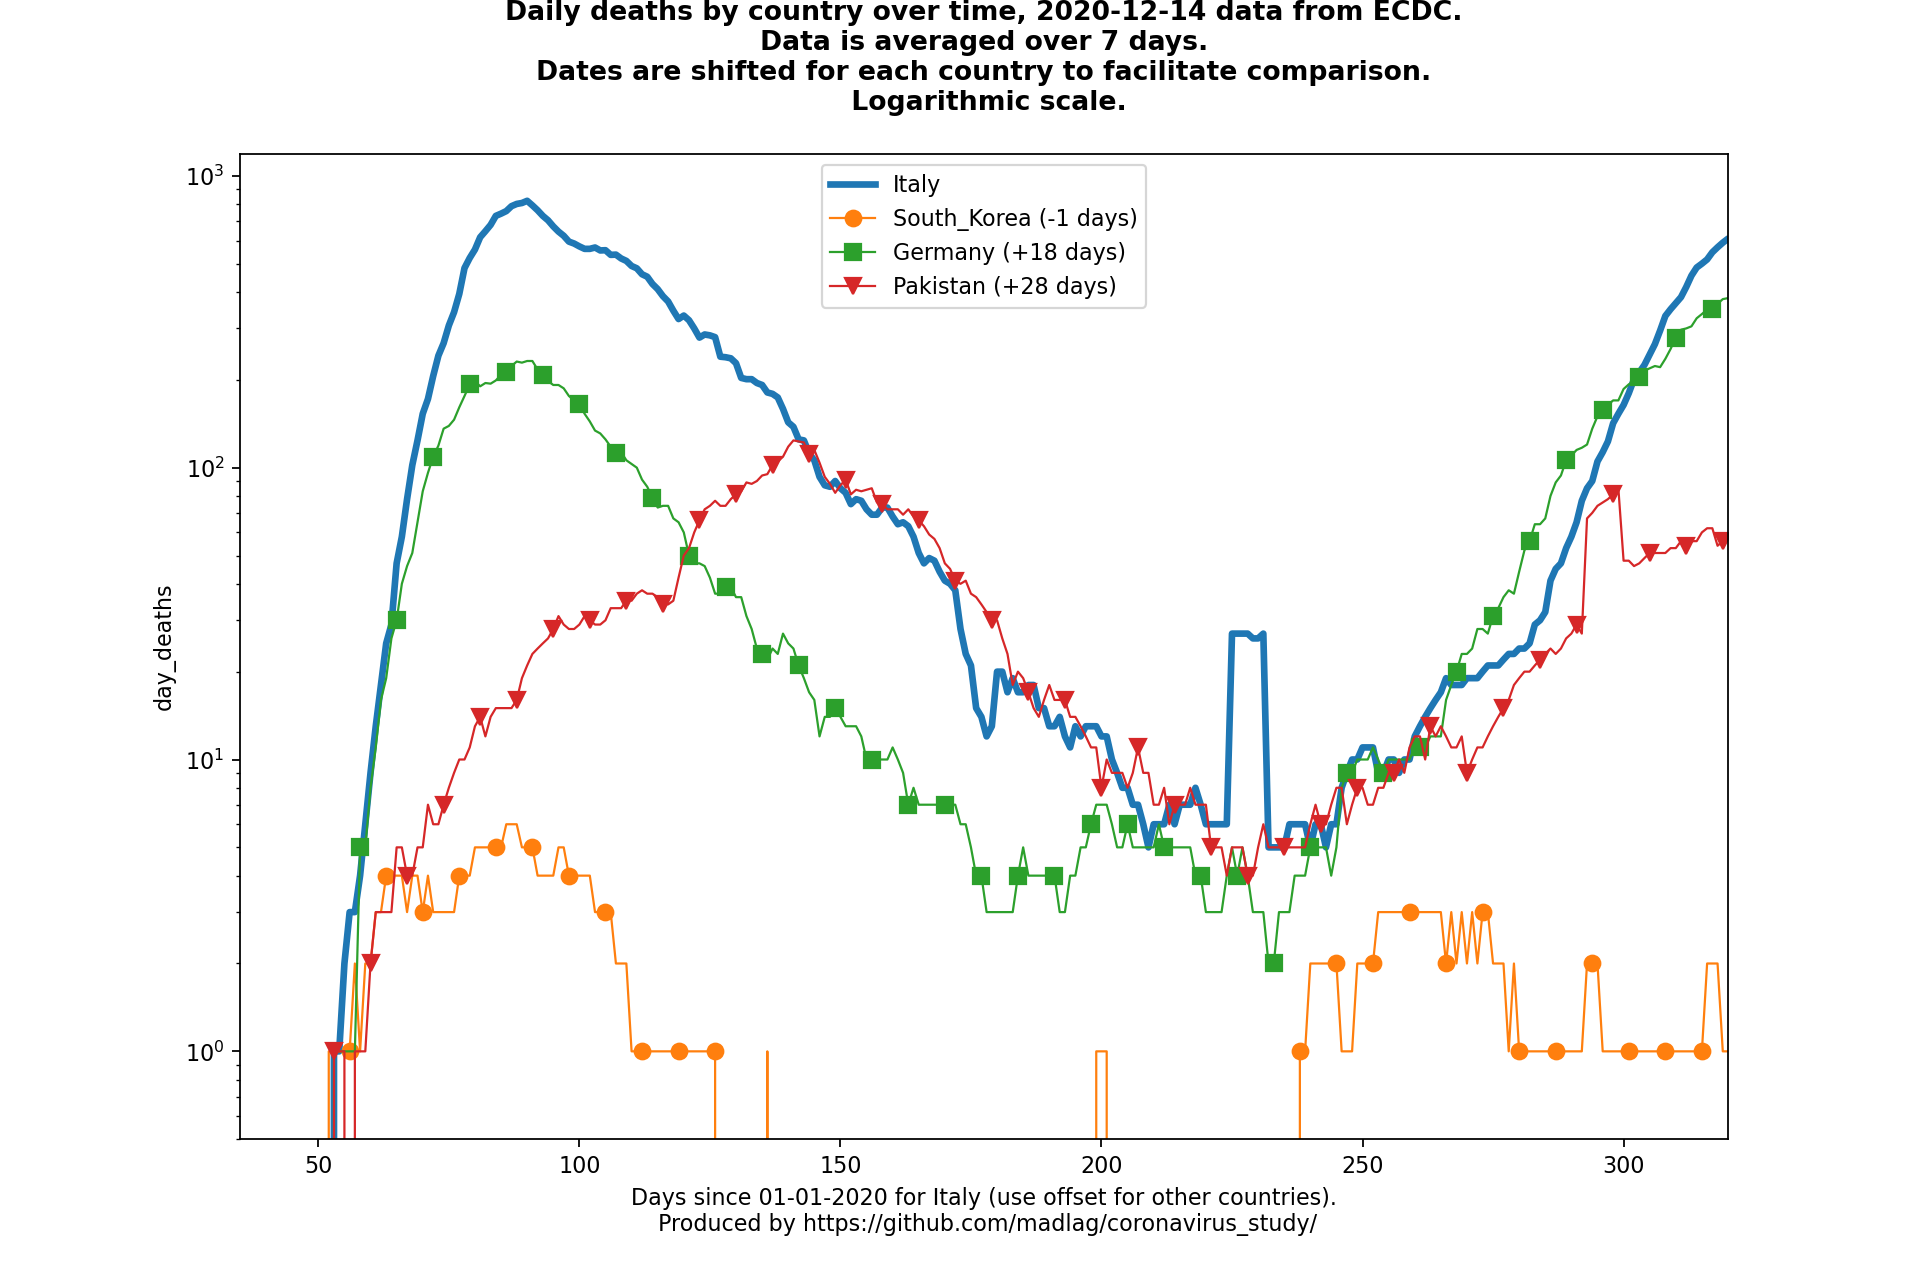 Daily deaths by country over time, 2020-12-14 data from ECDC.
Data is averaged over 7 days.
Dates are shifted for each country to facilitate comparison.
Logarithmic scale.
Italy
South_Korea (-1 days)
Germany (+18 days)
Pakistan (+28 days)
day_deaths
10³
10²
10¹
10⁰
50 100 150 200 250 300
Days since 01-01-2020 for Italy (use offset for other countries).
Produced by https://github.com/madlag/coronavirus_study/